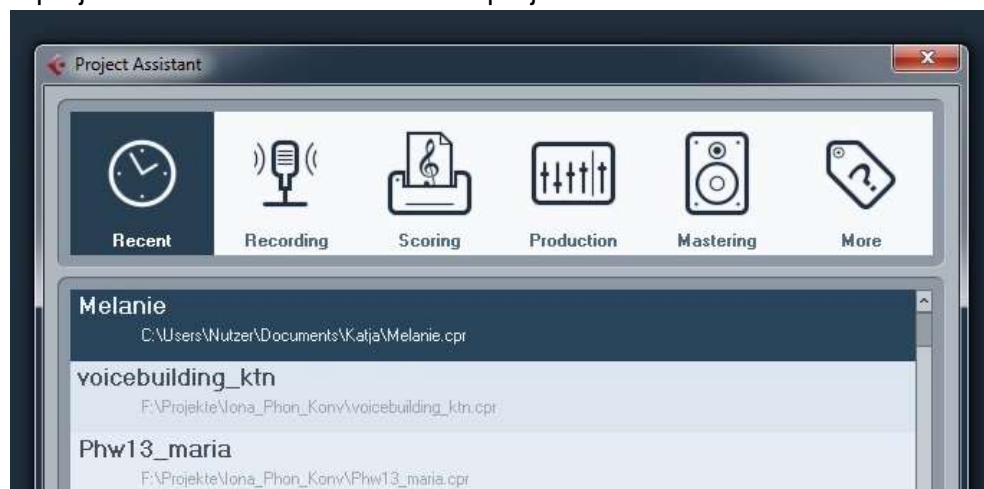 Project Assistant
Recent Recording Scoring Production Mastering More
Melanie
C:\Users\Nutzer\Documents\Katja\Melanie.cpr
voicebuilding_ktn
F:\Projekte\Iona_Phon_Konv\voicebuilding_ktn.cpr
Phw13_maria
F:\Projekte\Iona_Phon_Konv\Phw13_maria.cpr